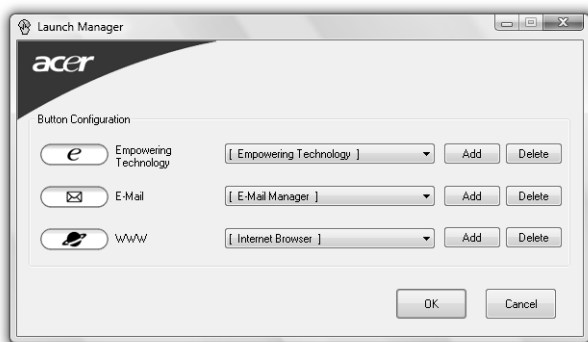 Launch Manager
acer
Button Configuration
e Empowering Technology [ Empowering Technology ] Add Delete
E-Mail [ E-Mail Manager ] Add Delete
WWW [ Internet Browser ] Add Delete
OK Cancel